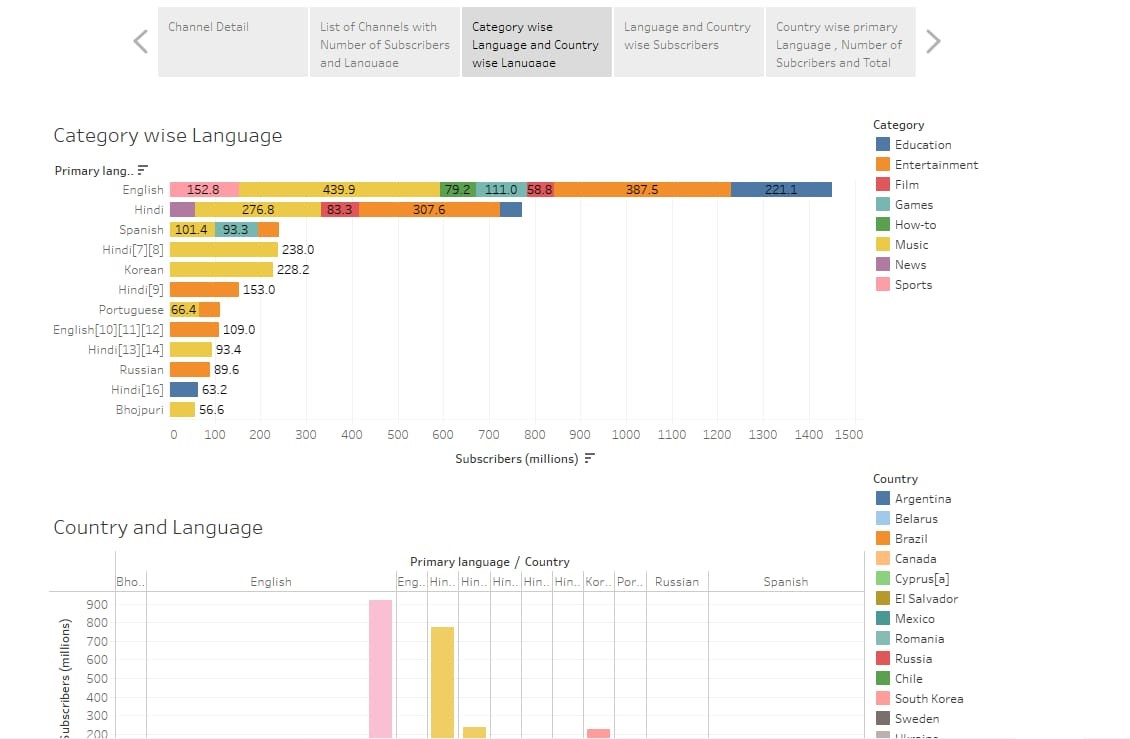 Channel Detail
List of Channels with
Number of Subscribers
and Language
Category wise
Language and Country
wise Language
Language and Country
wise Subscribers
Country wise primary
Language , Number of
Subcribers and Total
Category wise Language
Primary lang..
English 152.8 439.9 79.2 111.0 58.8 387.5 221.1
Hindi 276.8 83.3 307.6
Spanish 101.4 93.3
Hindi[7][8] 238.0
Korean 228.2
Hindi[9] 153.0
Portuguese 66.4
English[10][11][12] 109.0
Hindi[13][14] 93.4
Russian 89.6
Hindi[16] 63.2
Bhojpuri 56.6
0 100 200 300 400 500 600 700 800 900 1000 1100 1200 1300 1400 1500
Subscribers (millions)
Category
Education
Entertainment
Film
Games
How-to
Music
News
Sports
Country and Language
Primary language / Country
Bho.. English Eng.. Hin.. Hin.. Hin.. Hin.. Hin.. Kor.. Por.. Russian Spanish
900
800
700
600
500
400
300
200
Subscribers (millions)
Country
Argentina
Belarus
Brazil
Canada
Cyprus[a]
El Salvador
Mexico
Romania
Russia
Chile
South Korea
Sweden
Ukraine